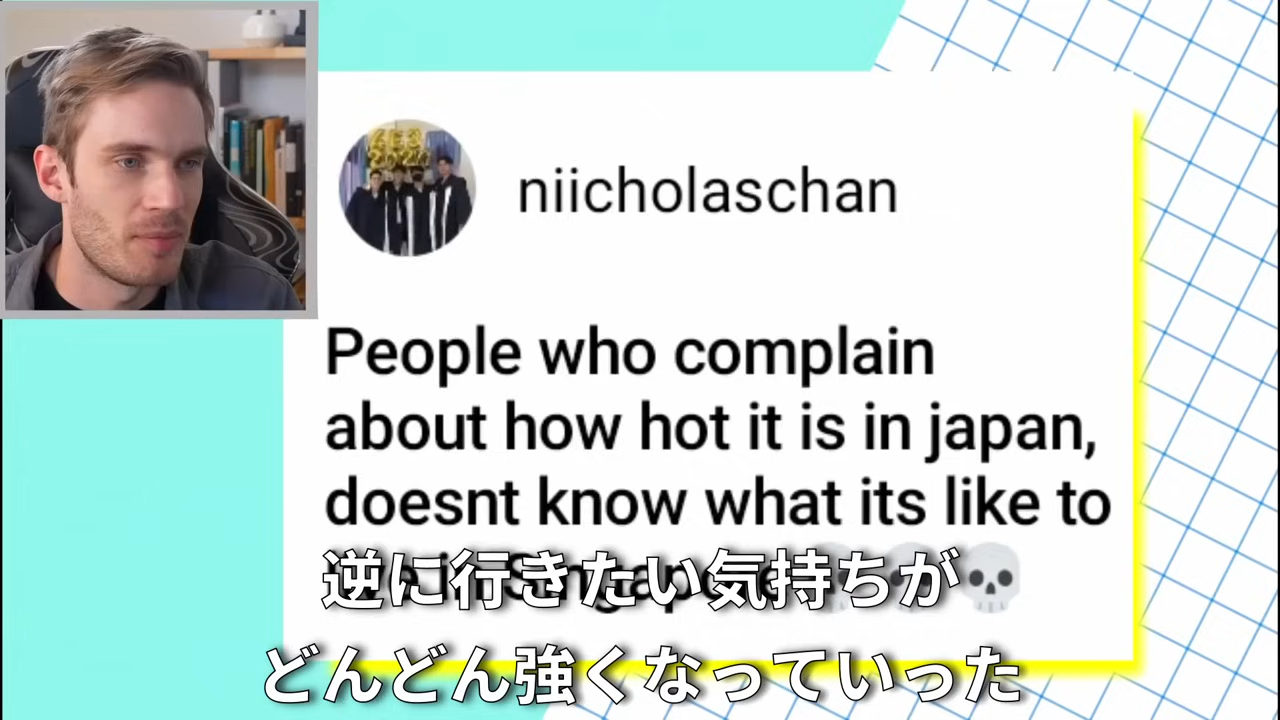 niicholaschan
People who complain
about how hot it is in japan,
doesnt know what its like to
逆に行きたい気持ちが
どんどん強くなっていった